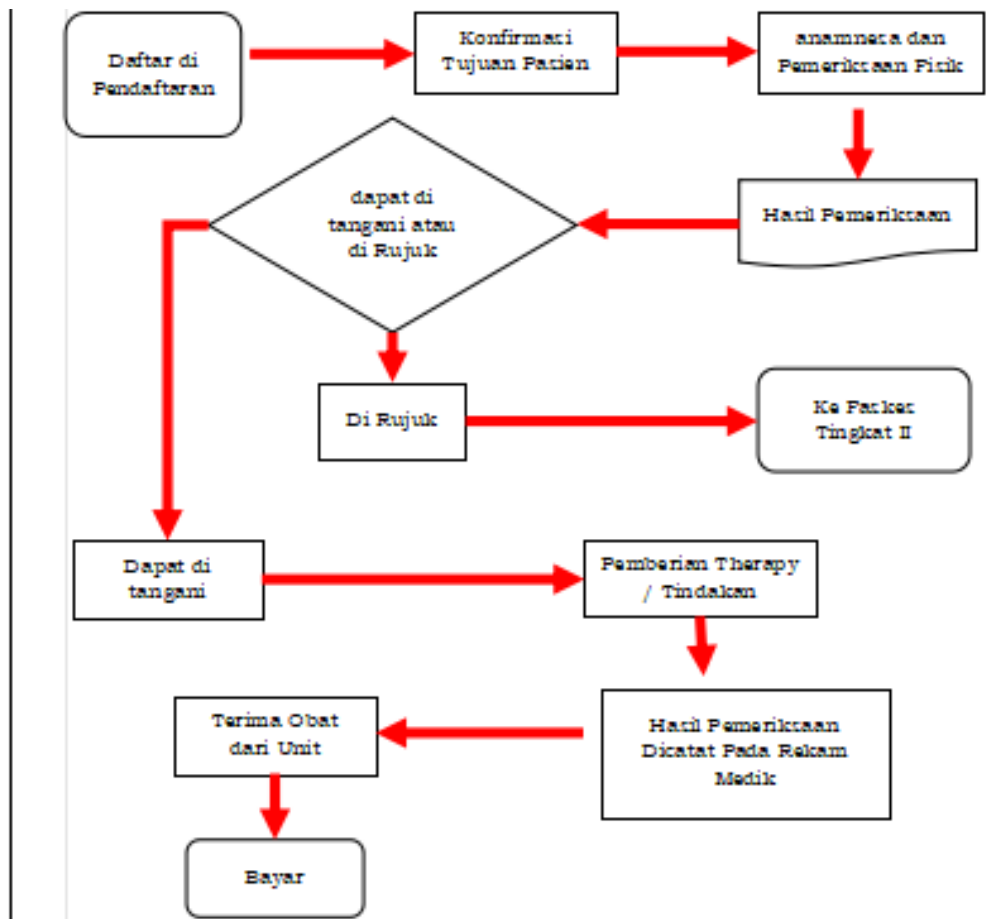 Daftar di
Pendaftaran
Konfirmasi
Tujuan Pasien
anamnesa dan
Pemeriksaan Fisik
Hasil Pemeriksaan
dapat di
tangani atau
di Rujuk
Di Rujuk
Ke Faskes
Tingkat II
Dapat di
tangani
Pemberian Therapy
/ Tindakan
Hasil Pemeriksaan
Dicatat Pada Rekam
Medik
Terima Obat
dari Unit
Bayar